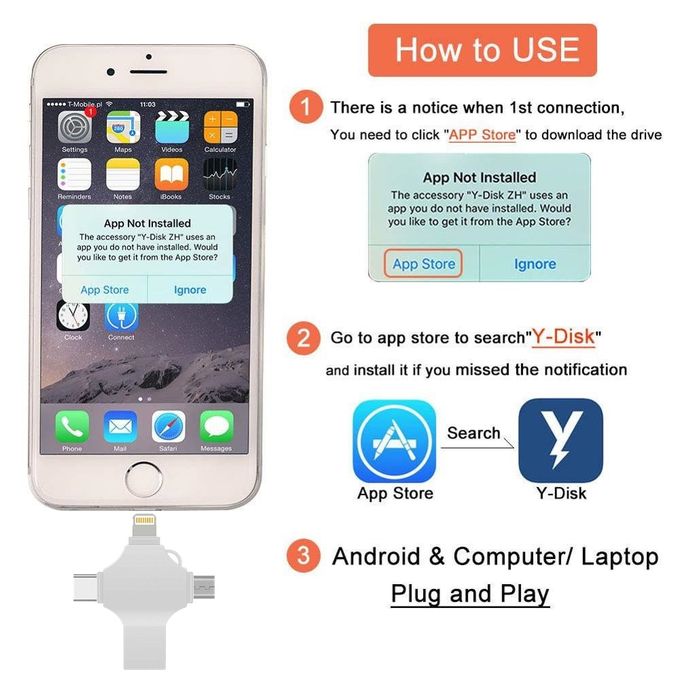 How to USE
1 There is a notice when 1st connection,
You need to click "APP Store" to download the drive
App Not Installed
The accessory "Y-Disk ZH" uses an
app you do not have installed. Would
you like to get it from the App Store?
App Store Ignore
2 Go to app store to search"Y-Disk"
and install it if you missed the notification
Search
App Store Y-Disk
3 Android & Computer/ Laptop
Plug and Play
T-Mobile.pl 11:03
1
280
Settings Maps Videos Calculator
Reminders Notes iBooks Stocks
App Not Installed
The accessory "Y-Disk ZH" uses an
app you do not have installed. Would
you like to get it from the App Store?
App Store Ignore
Clock Connect
Phone Mail Safari Messages